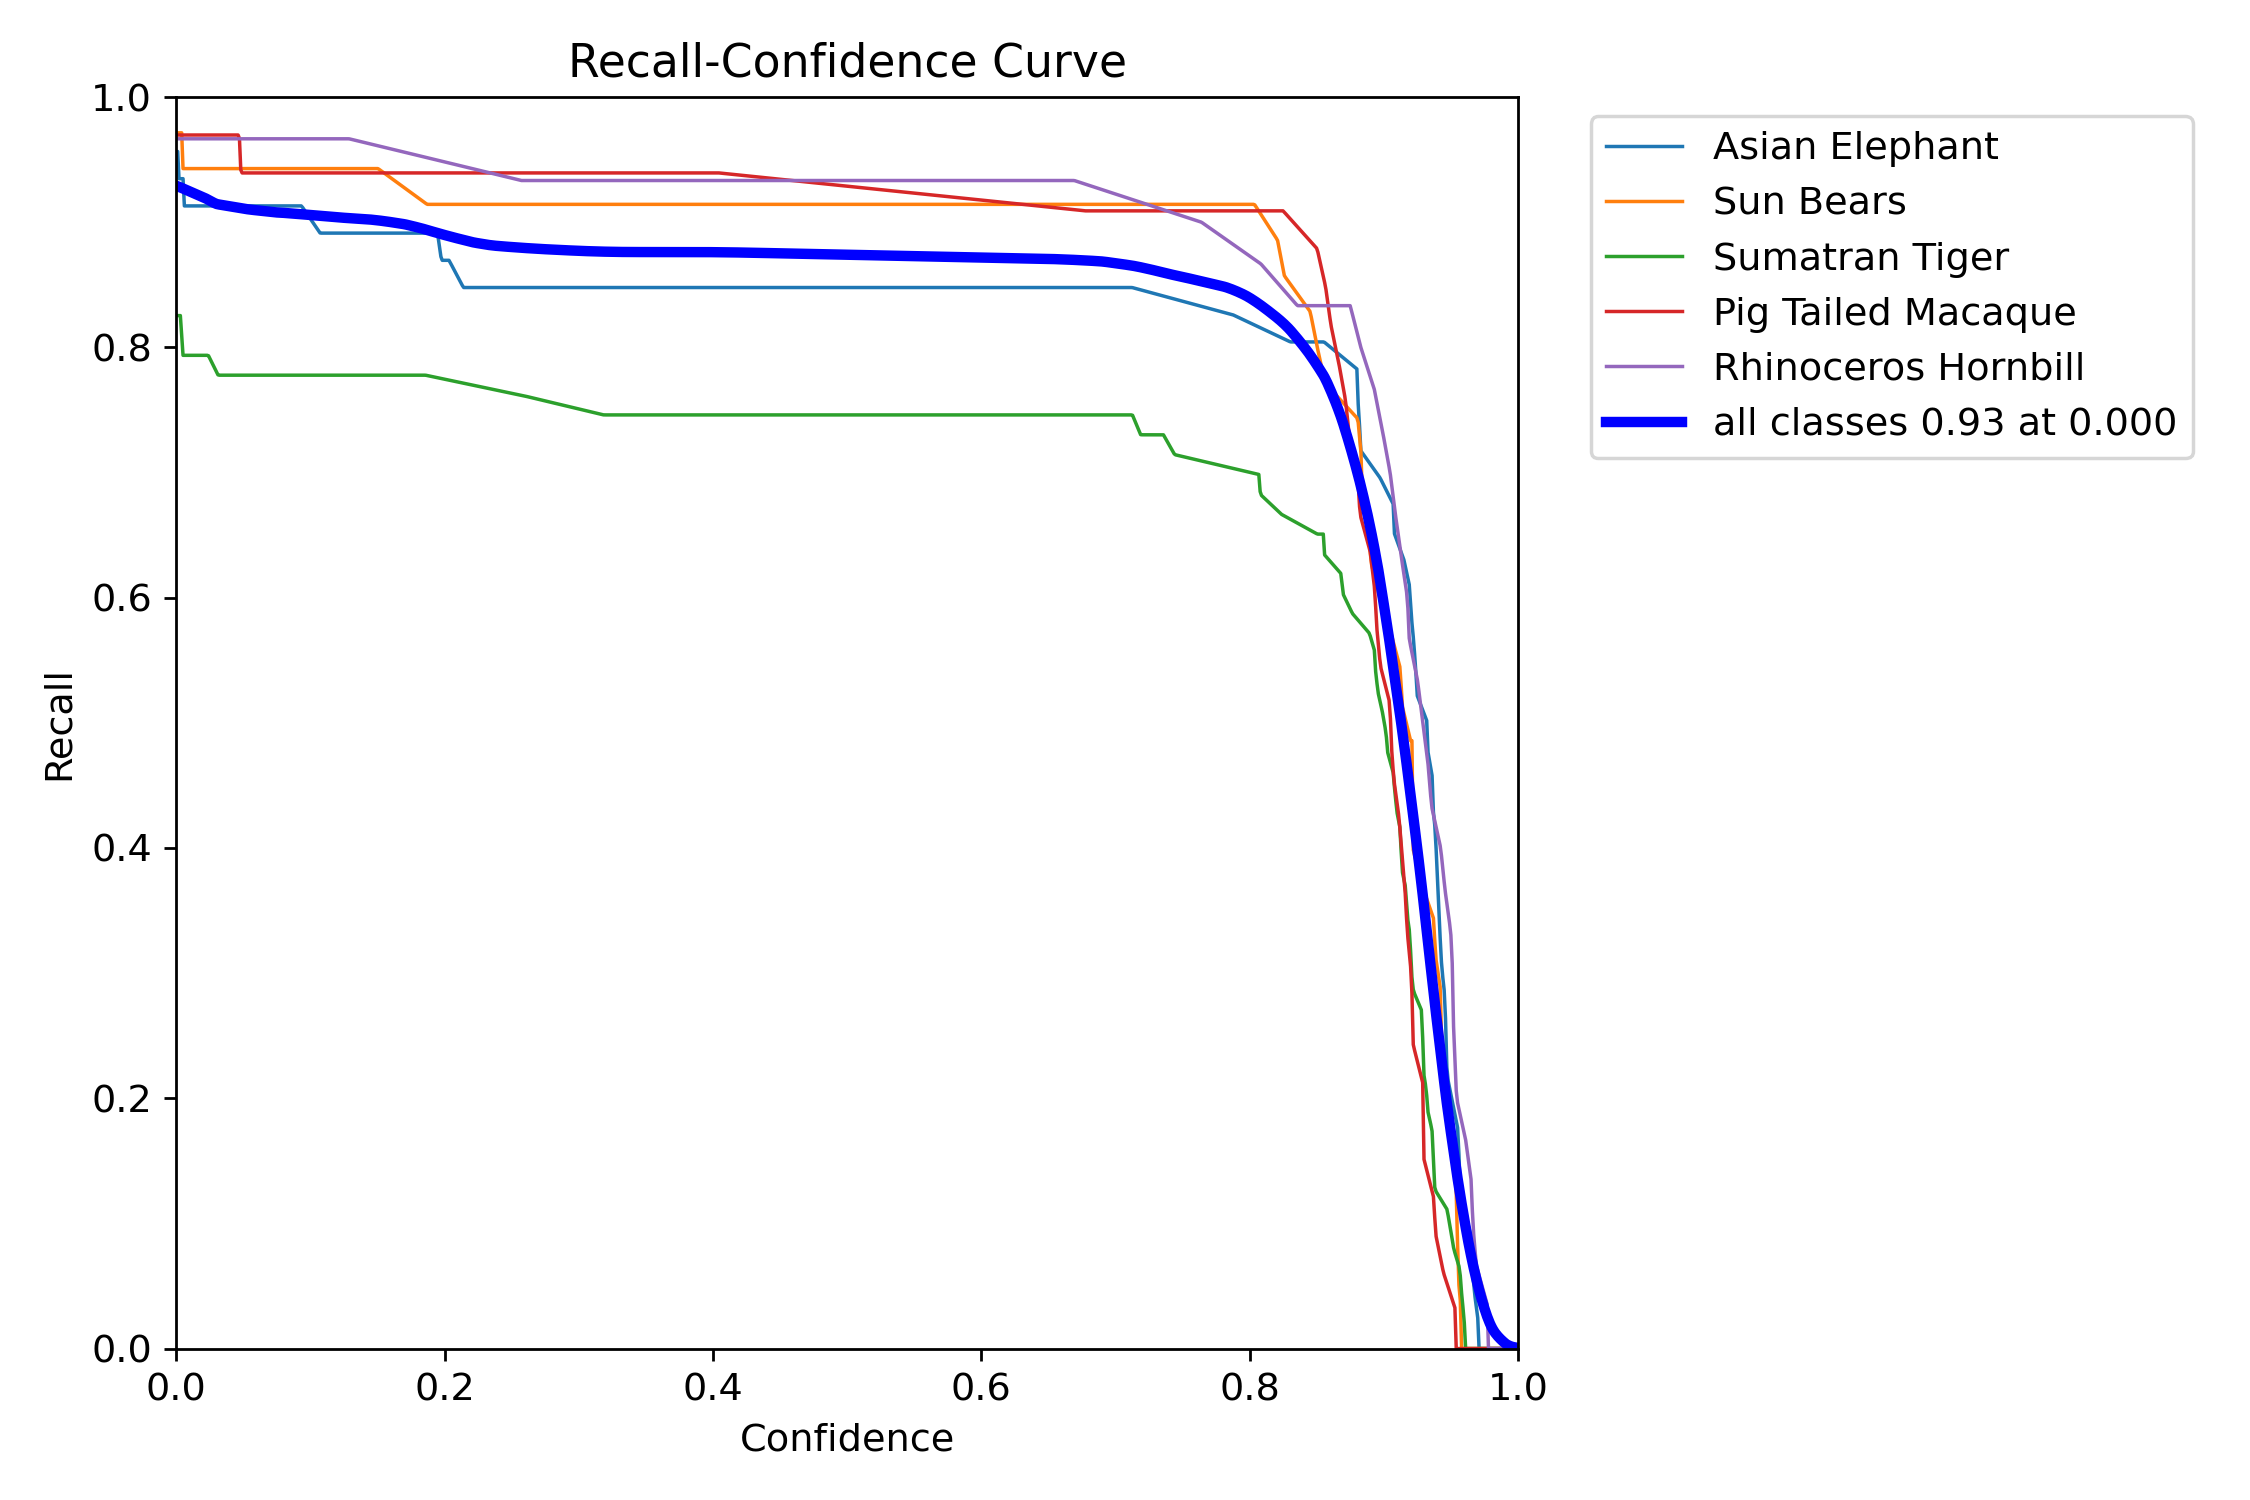 Recall-Confidence Curve
1.0
0.8
0.6
0.4
0.2
0.0
Recall
0.0 0.2 0.4 0.6 0.8 1.0
Confidence
Asian Elephant
Sun Bears
Sumatran Tiger
Pig Tailed Macaque
Rhinoceros Hornbill
all classes 0.93 at 0.000